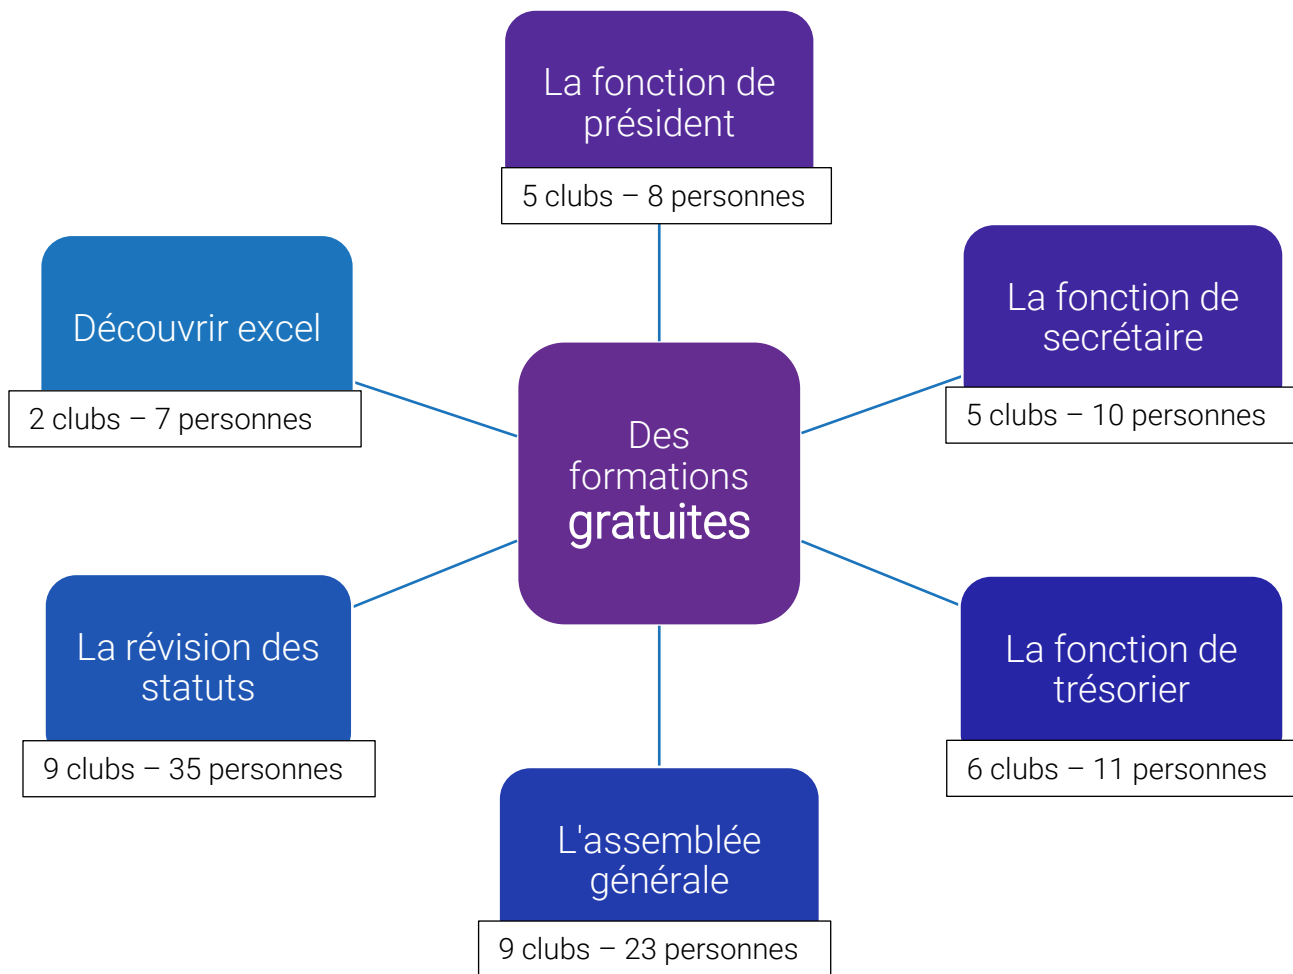 La fonction de
président
5 clubs – 8 personnes
Découvrir excel
2 clubs – 7 personnes
La fonction de
secrétaire
5 clubs – 10 personnes
Des
formations
gratuites
La révision des
statuts
9 clubs – 35 personnes
La fonction de
trésorier
6 clubs – 11 personnes
L'assemblée
générale
9 clubs – 23 personnes